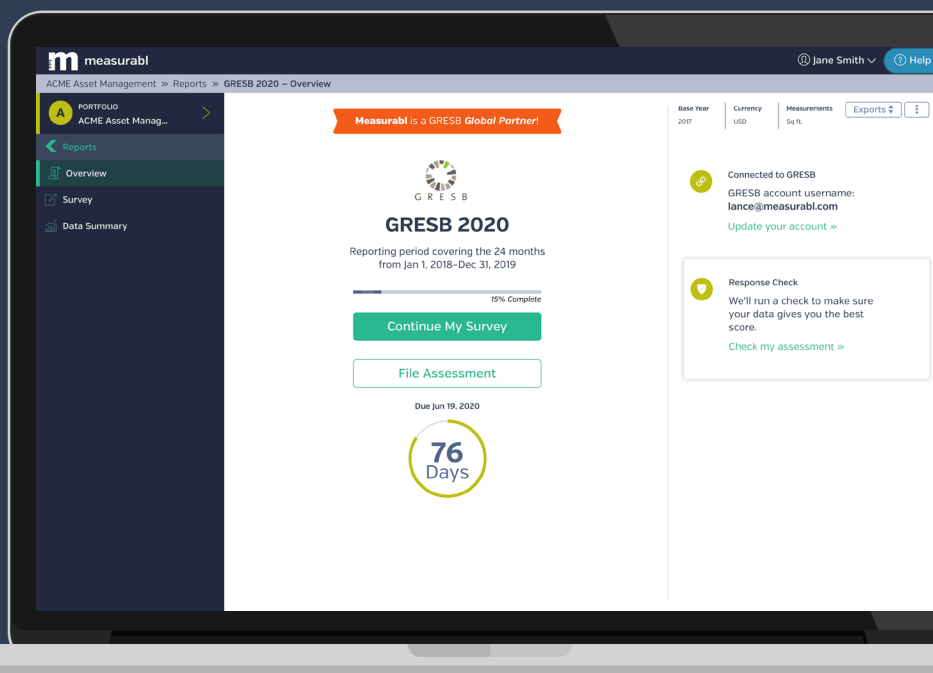 measurabl
Jane Smith
Help
ACME Asset Management » Reports » GRESB 2020 – Overview
A
PORTFOLIO
ACME Asset Manag...
Reports
Overview
Survey
Data Summary
Measurabl is a GRESB Global Partner!
GRESB
GRESB 2020
Reporting period covering the 24 months
from Jan 1, 2018–Dec 31, 2019
15% Complete
Continue My Survey
File Assessment
Due Jun 19, 2020
76
Days
Base Year
2017
Currency
USD
Measurements
Sq ft.
Exports
Connected to GRESB
GRESB account username:
lance@measurabl.com
Update your account »
Response Check
We'll run a check to make sure
your data gives you the best
score.
Check my assessment »